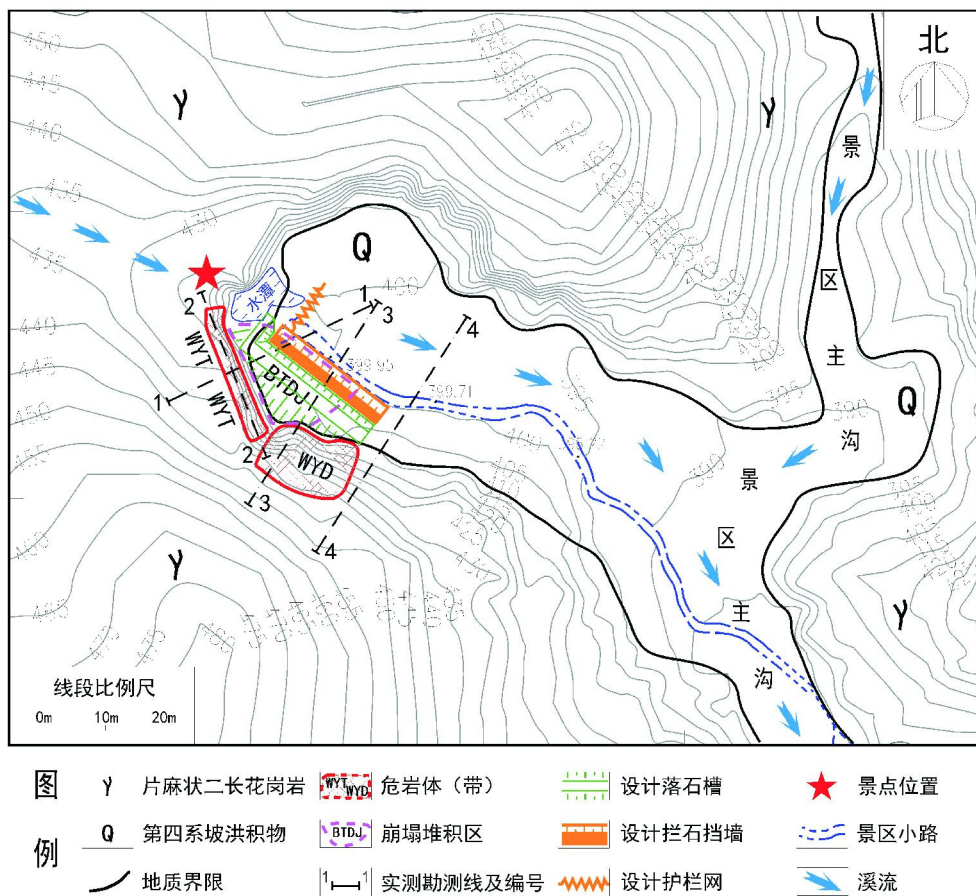 北
450
445
440
435
430
435
440
445
γ
γ
Q
景
区
主
沟
Q
水潭
400
1
3
4
2
399.95
399.71
WYT
WYT
BTDJ
1
2
WYD
3
4
390
景
区
主
沟
γ
γ
线段比例尺
0m 10m 20m
图例
γ 片麻状二长花岗岩
WYT WYD 危岩体（带）
设计落石槽
景点位置
Q 第四系坡洪积物
BTDJ 崩塌堆积区
设计拦石挡墙
景区小路
地质界限
1 1 实测勘测线及编号
设计护栏网
溪流